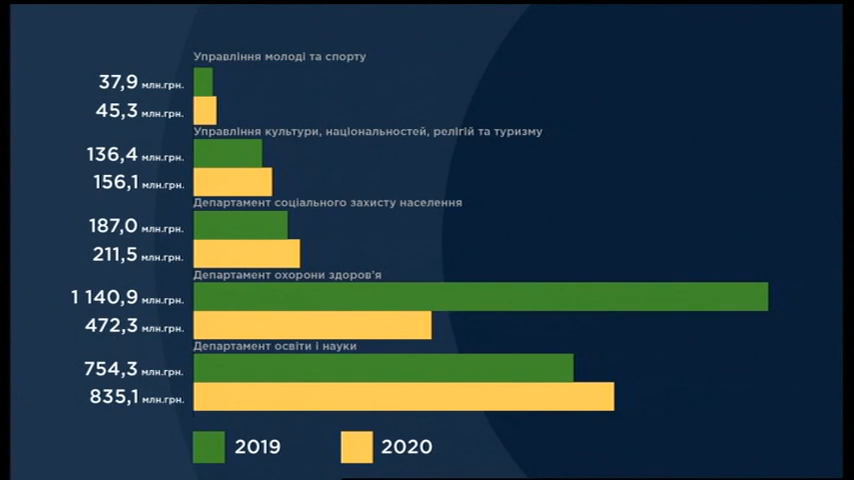 Управління молоді та спорту
37,9 млн.грн.
45,3 млн.грн.
Управління культури, національностей, релігій та туризму
136,4 млн.грн.
156,1 млн.грн.
Департамент соціального захисту населення
187,0 млн.грн.
211,5 млн.грн.
Департамент охорони здоров'я
1 140,9 млн.грн.
472,3 млн.грн.
Департамент освіти і науки
754,3 млн.грн.
835,1 млн.грн.
2019 2020